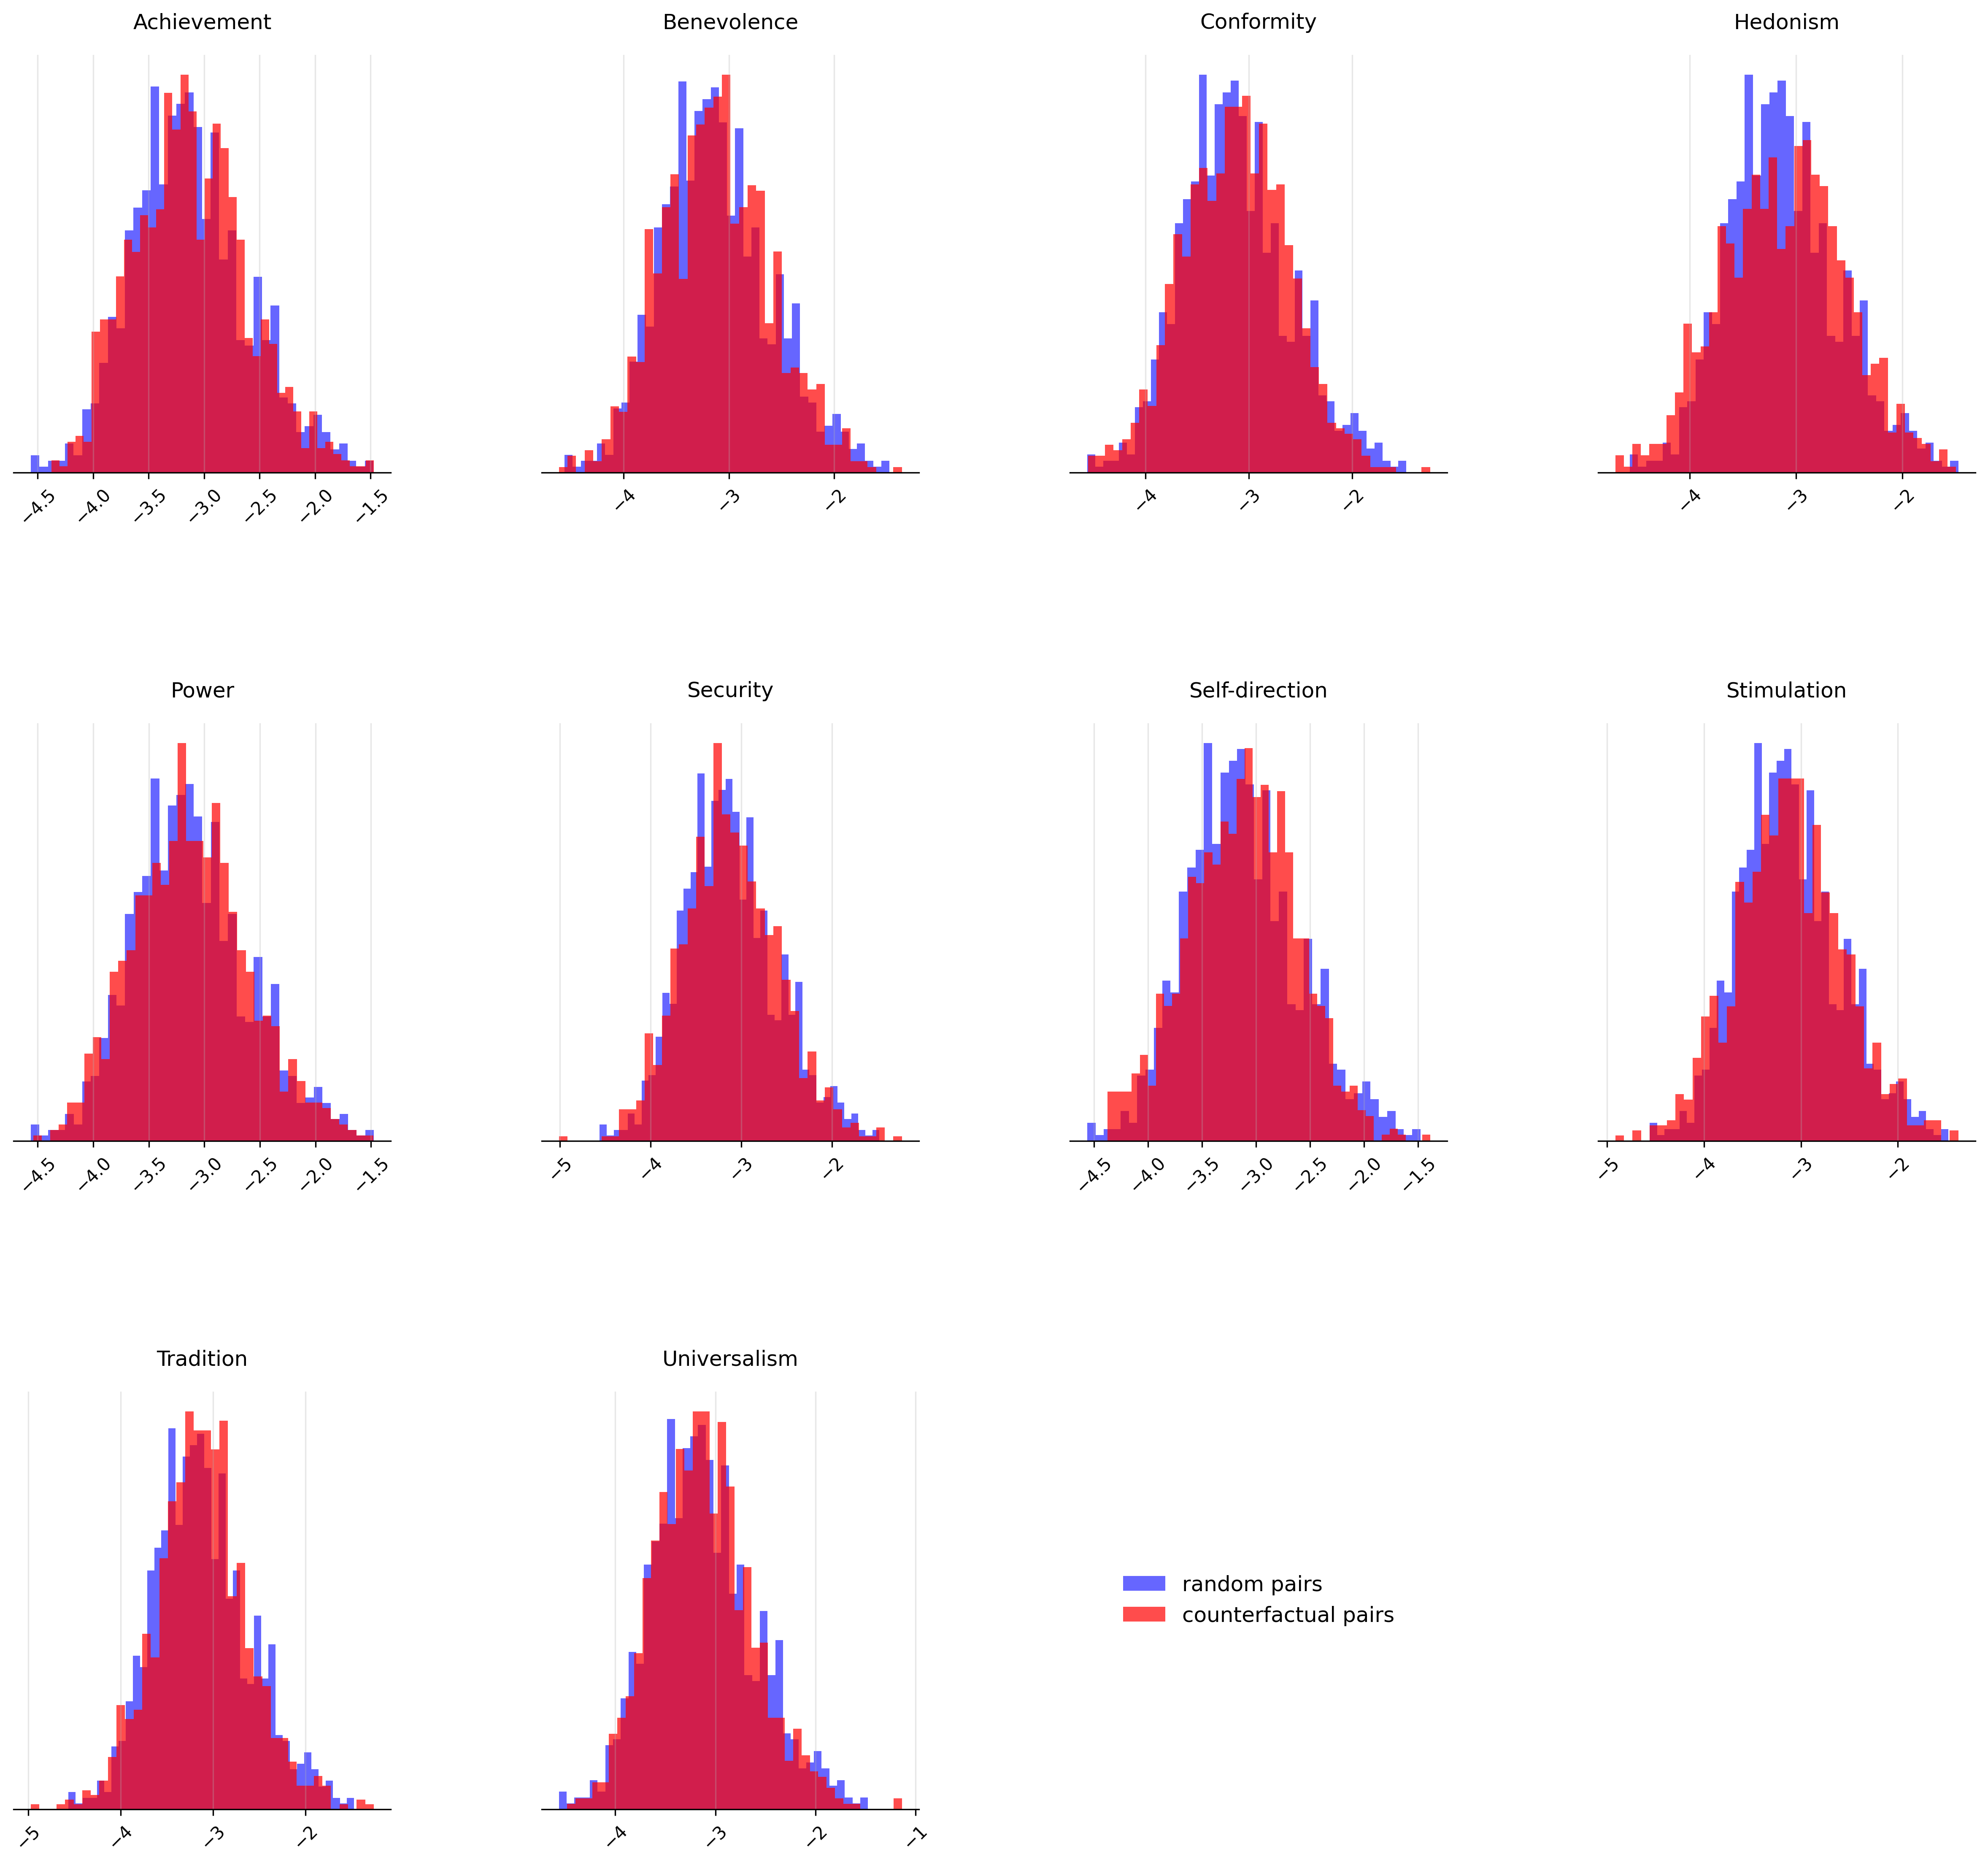 Achievement
Benevolence
Conformity
Hedonism
−4.5 −4.0 −3.5 −3.0 −2.5 −2.0 −1.5
−4 −3 −2
−4 −3 −2
−4 −3 −2
Power
Security
Self-direction
Stimulation
−4.5 −4.0 −3.5 −3.0 −2.5 −2.0 −1.5
−5 −4 −3 −2
−4.5 −4.0 −3.5 −3.0 −2.5 −2.0 −1.5
−5 −4 −3 −2
Tradition
Universalism
random pairs
counterfactual pairs
−5 −4 −3 −2
−4 −3 −2 −1